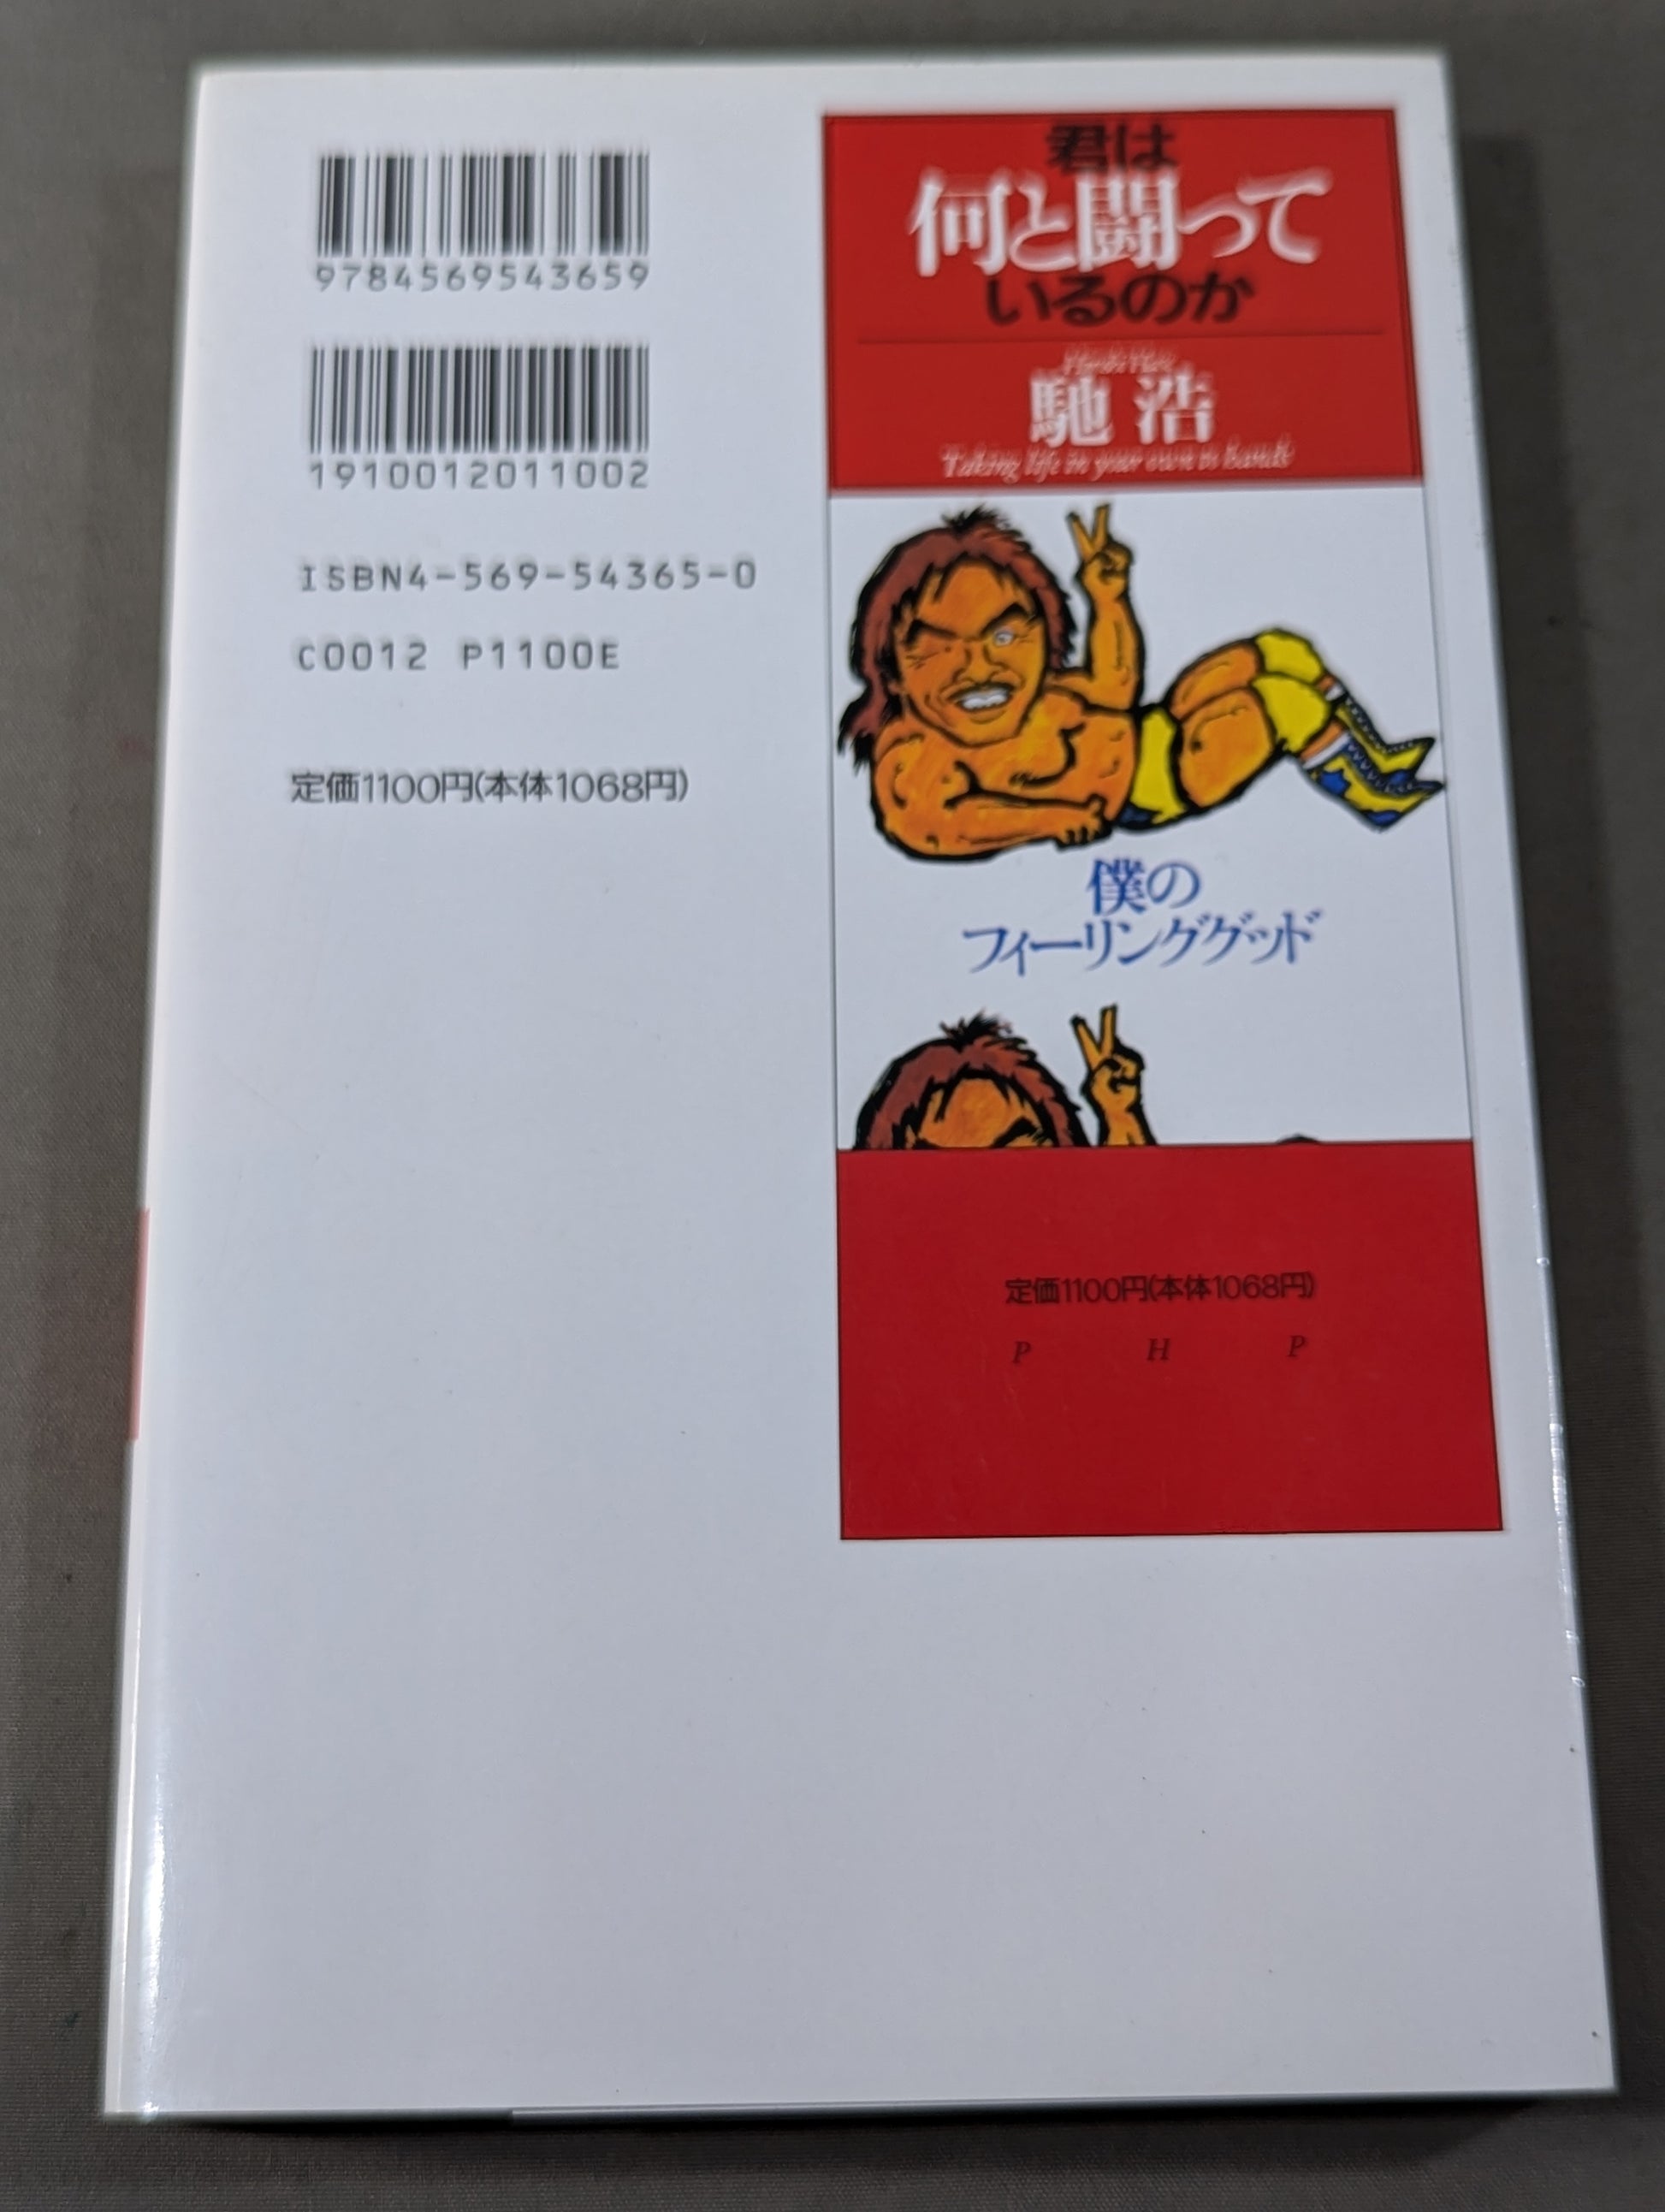 9784569543659
1910012011002
ISBN4-569-54365-0
C0012 P1100E
定価1100円(本体1068円)
君は
何と闘って
いるのか
馳 浩
Taking life in your own hands
僕の
フィーリンググッド
定価1100円(本体1068円)
P H P